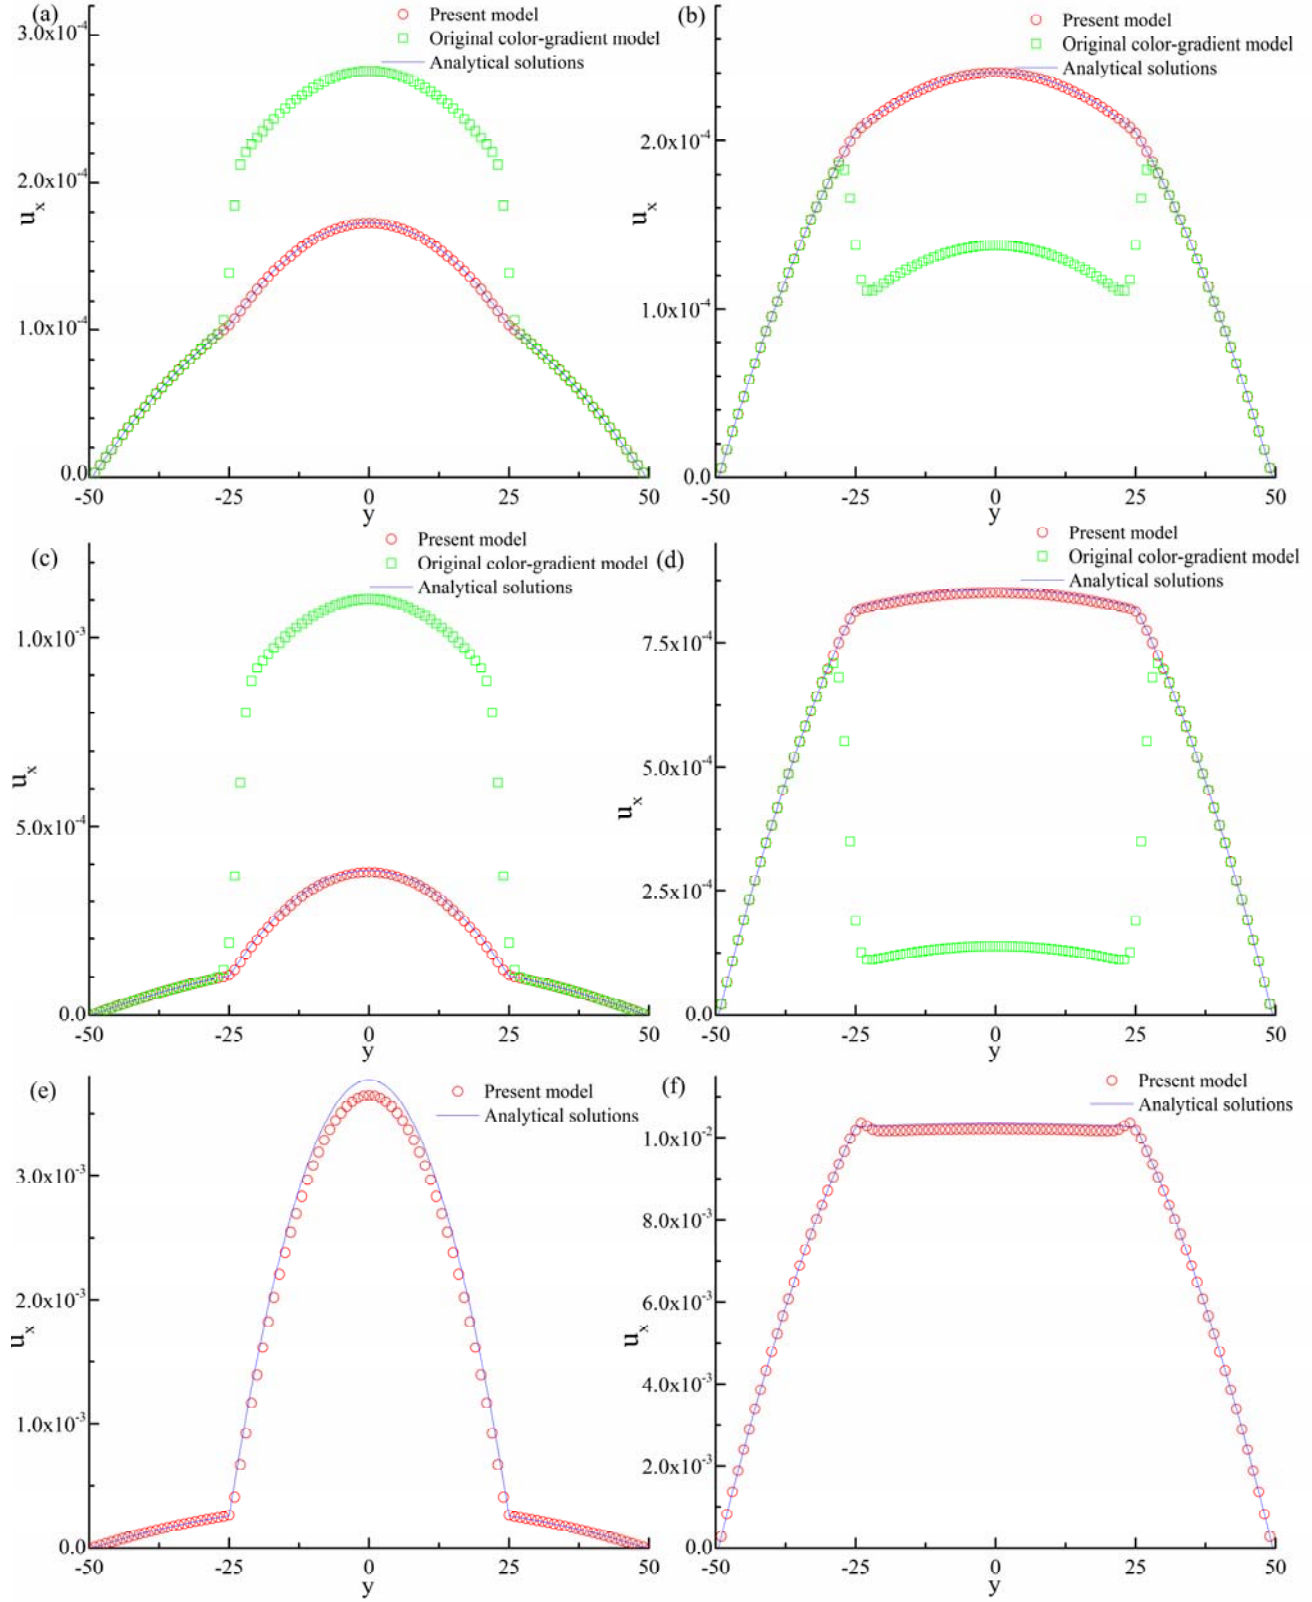 (a)
Present model
Original color-gradient model
Analytical solutions
3.0x10⁻⁴
2.0x10⁻⁴
1.0x10⁻⁴
0.0
uₓ
-50 -25 0 25 50
y
(b)
Present model
Original color-gradient model
Analytical solutions
2.0x10⁻⁴
1.0x10⁻⁴
0.0
uₓ
-50 -25 0 25 50
y
(c)
Present model
Original color-gradient model
Analytical solutions
1.0x10⁻³
5.0x10⁻⁴
0.0
uₓ
-50 -25 0 25 50
y
(d)
Present model
Original color-gradient model
Analytical solutions
7.5x10⁻⁴
5.0x10⁻⁴
2.5x10⁻⁴
0.0
uₓ
-50 -25 0 25 50
y
(e)
Present model
Analytical solutions
3.0x10⁻³
2.0x10⁻³
1.0x10⁻³
0.0
uₓ
-50 -25 0 25 50
y
(f)
Present model
Analytical solutions
1.0x10⁻²
8.0x10⁻³
6.0x10⁻³
4.0x10⁻³
2.0x10⁻³
0.0
uₓ
-50 -25 0 25 50
y